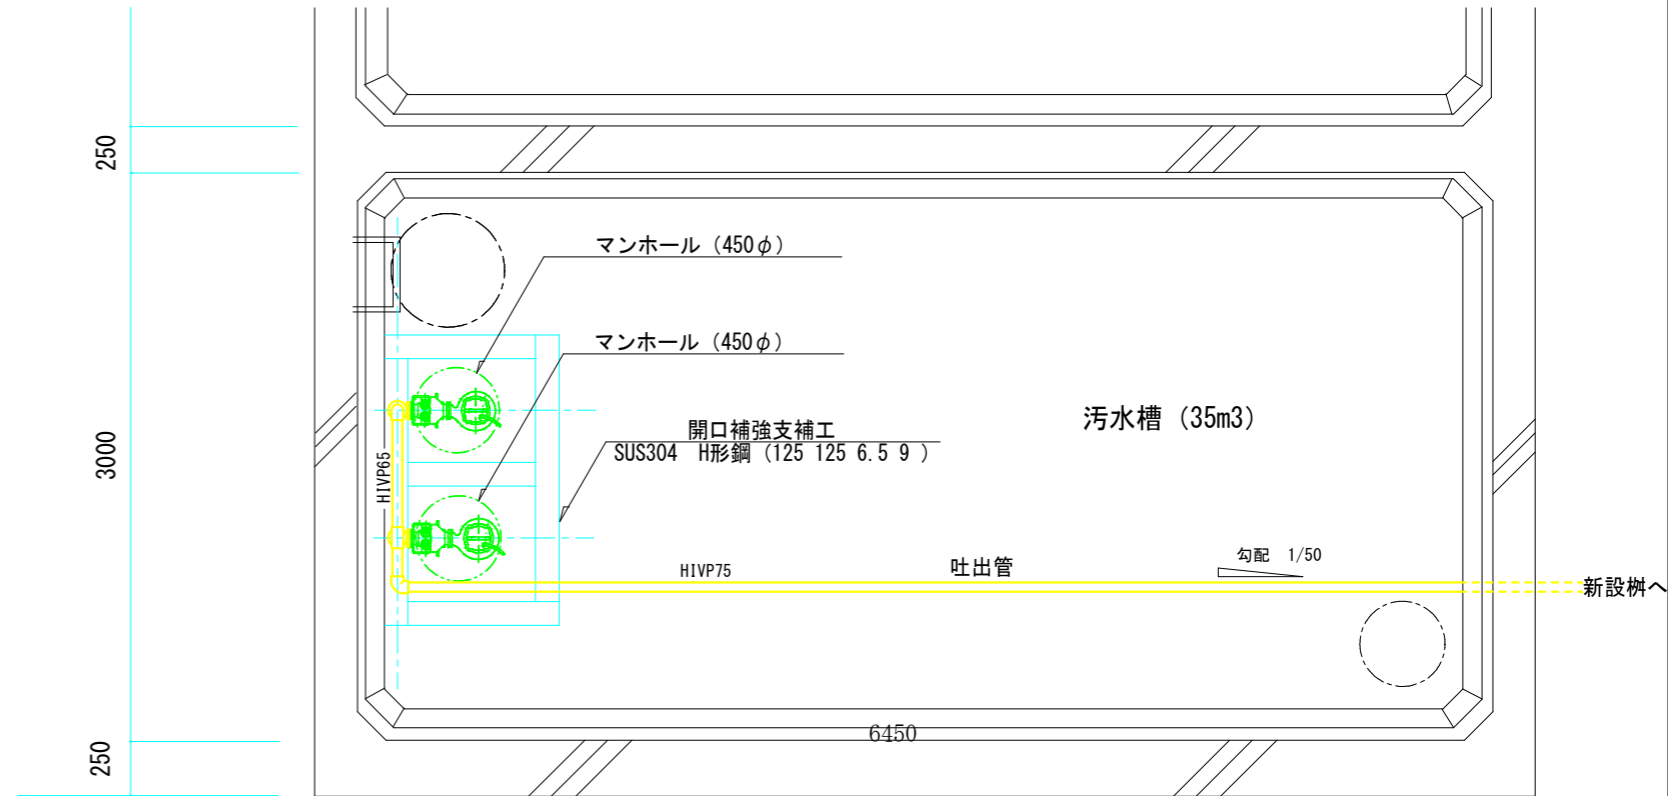 250
マンホール（450φ）
マンホール（450φ）
汚水槽（35m3）
開口補強支補工
SUS304　H形鋼（125 125 6.5 9 ）
3000
HIVP65
HIVP75
吐出管
勾配　1/50
新設桝へ
6450
250